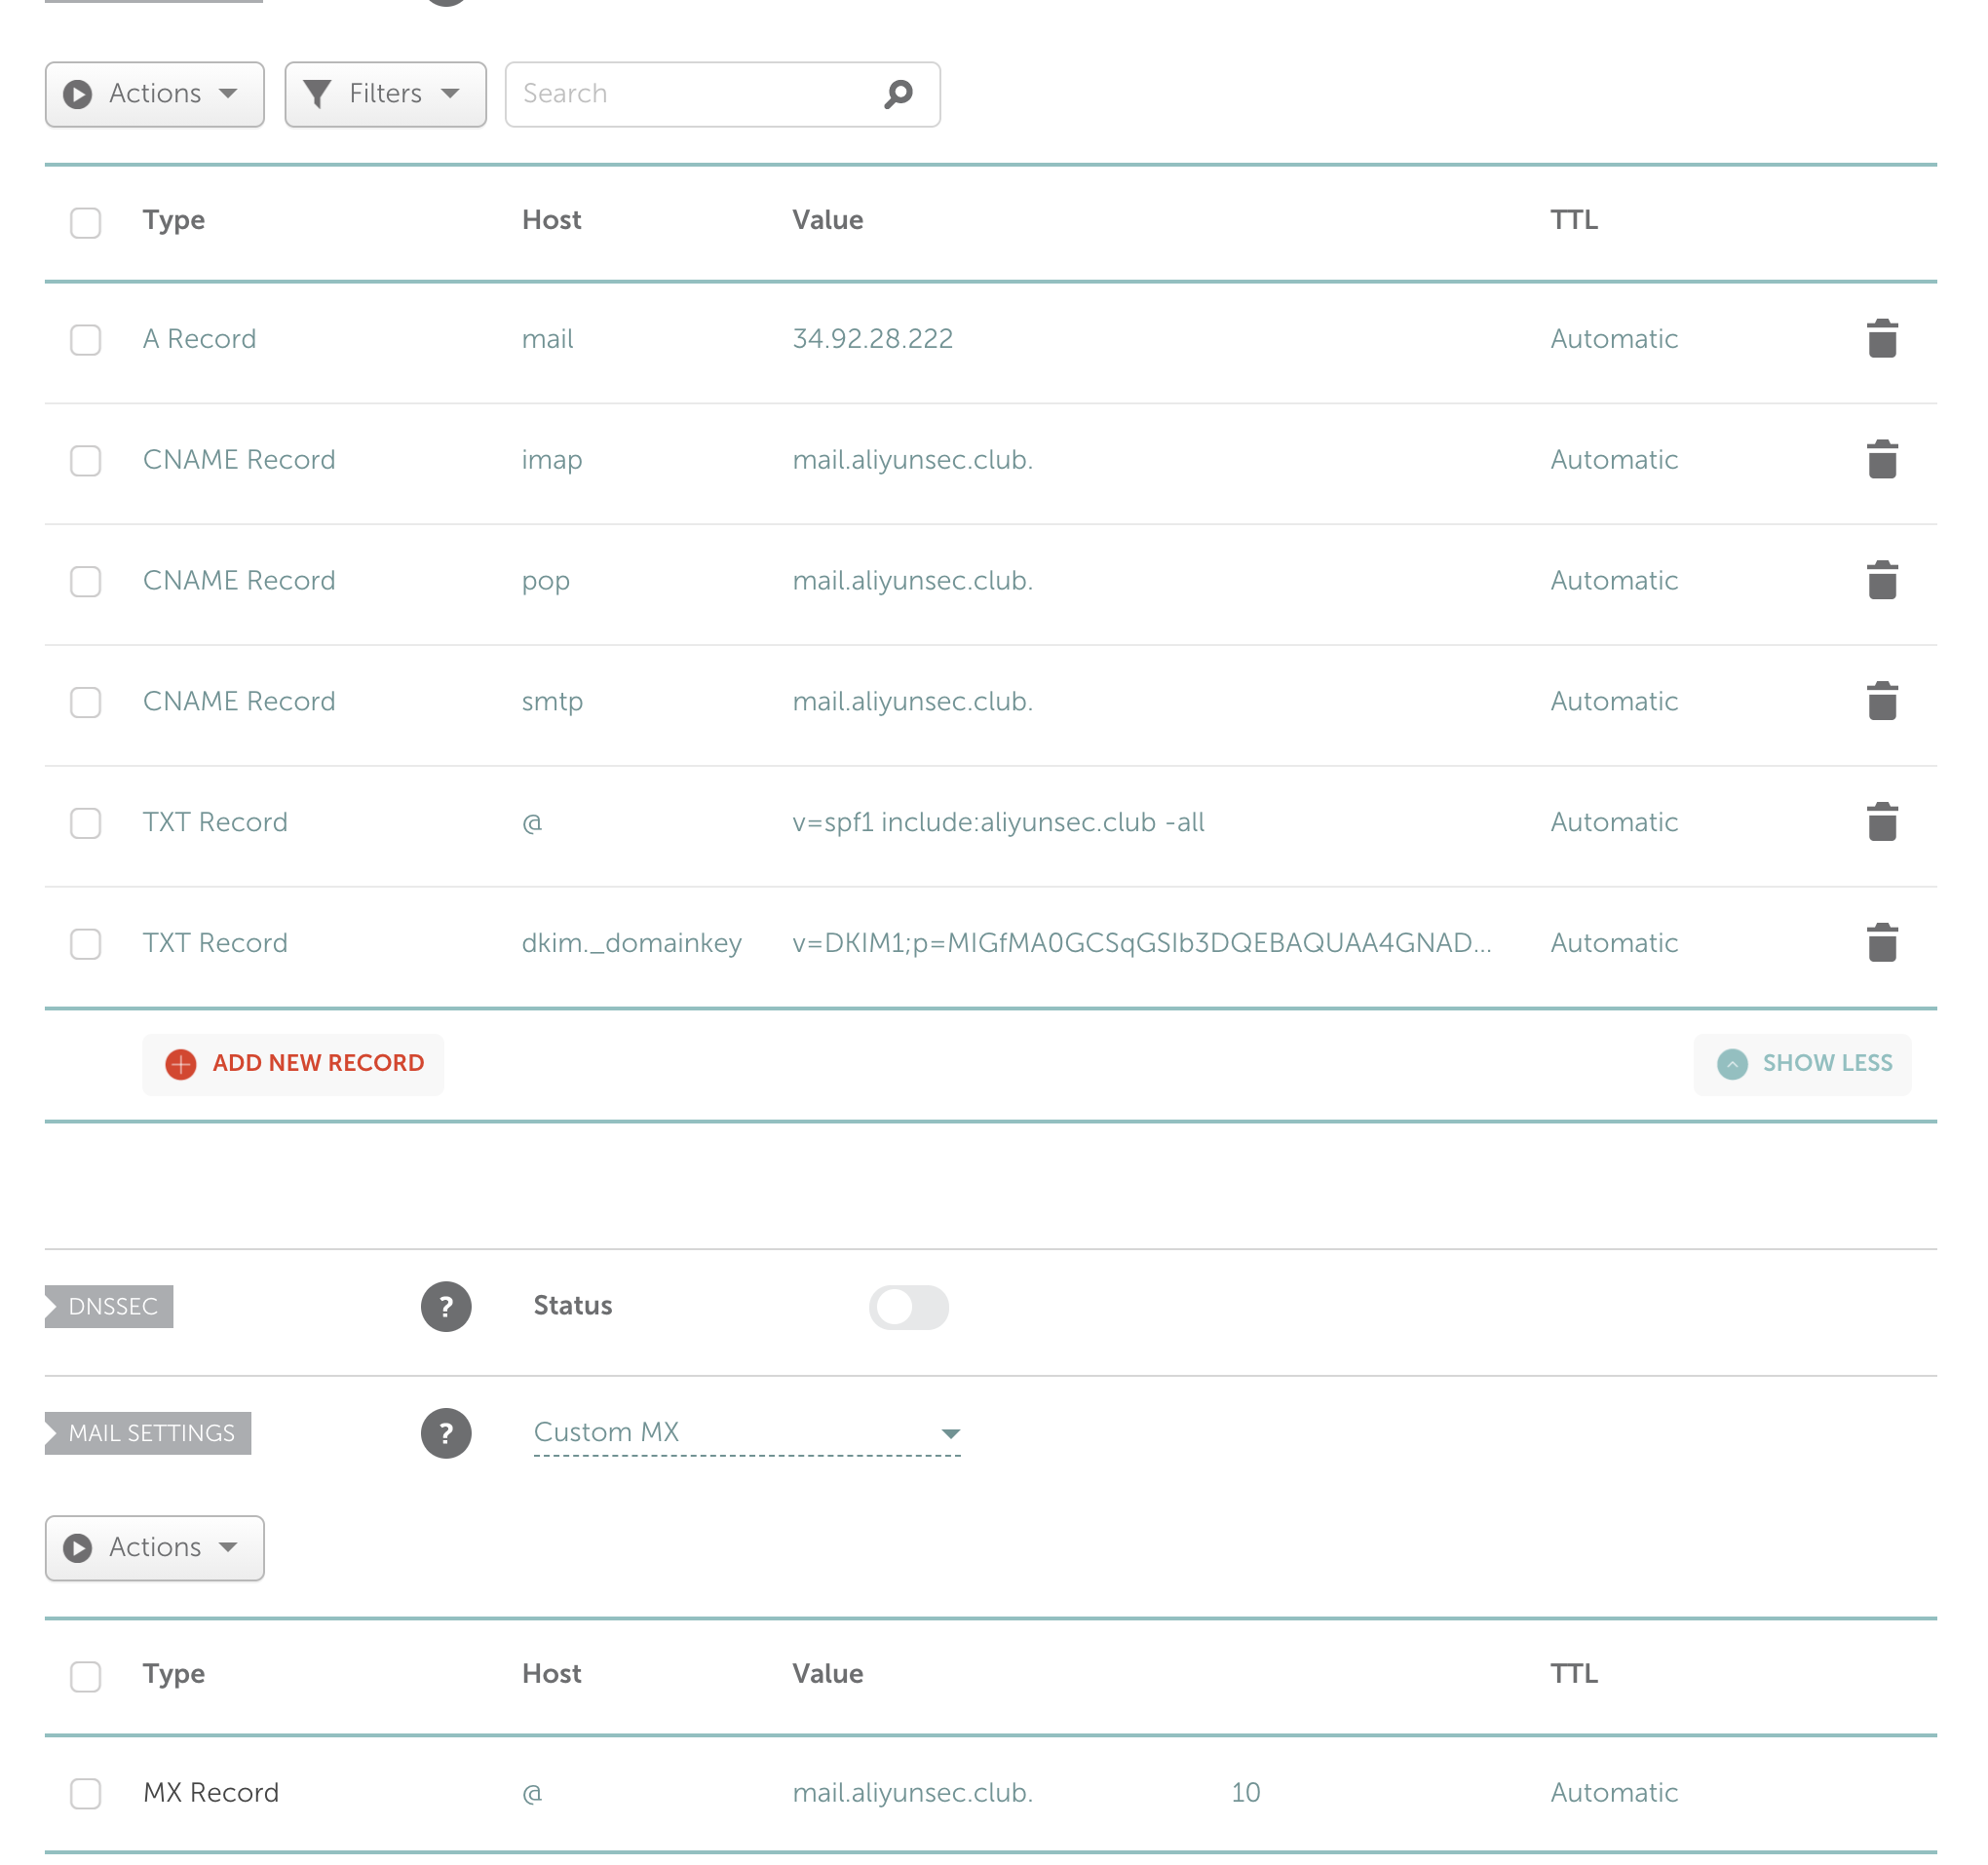 Actions Filters Search
Type Host Value TTL
A Record mail 34.92.28.222 Automatic
CNAME Record imap mail.aliyunsec.club. Automatic
CNAME Record pop mail.aliyunsec.club. Automatic
CNAME Record smtp mail.aliyunsec.club. Automatic
TXT Record @ v=spf1 include:aliyunsec.club -all Automatic
TXT Record dkim._domainkey v=DKIM1;p=MIGfMA0GCSqGSIb3DQEBAQUAA4GNAD... Automatic
ADD NEW RECORD SHOW LESS
DNSSEC ? Status
MAIL SETTINGS ? Custom MX
Actions
Type Host Value TTL
MX Record @ mail.aliyunsec.club. 10 Automatic